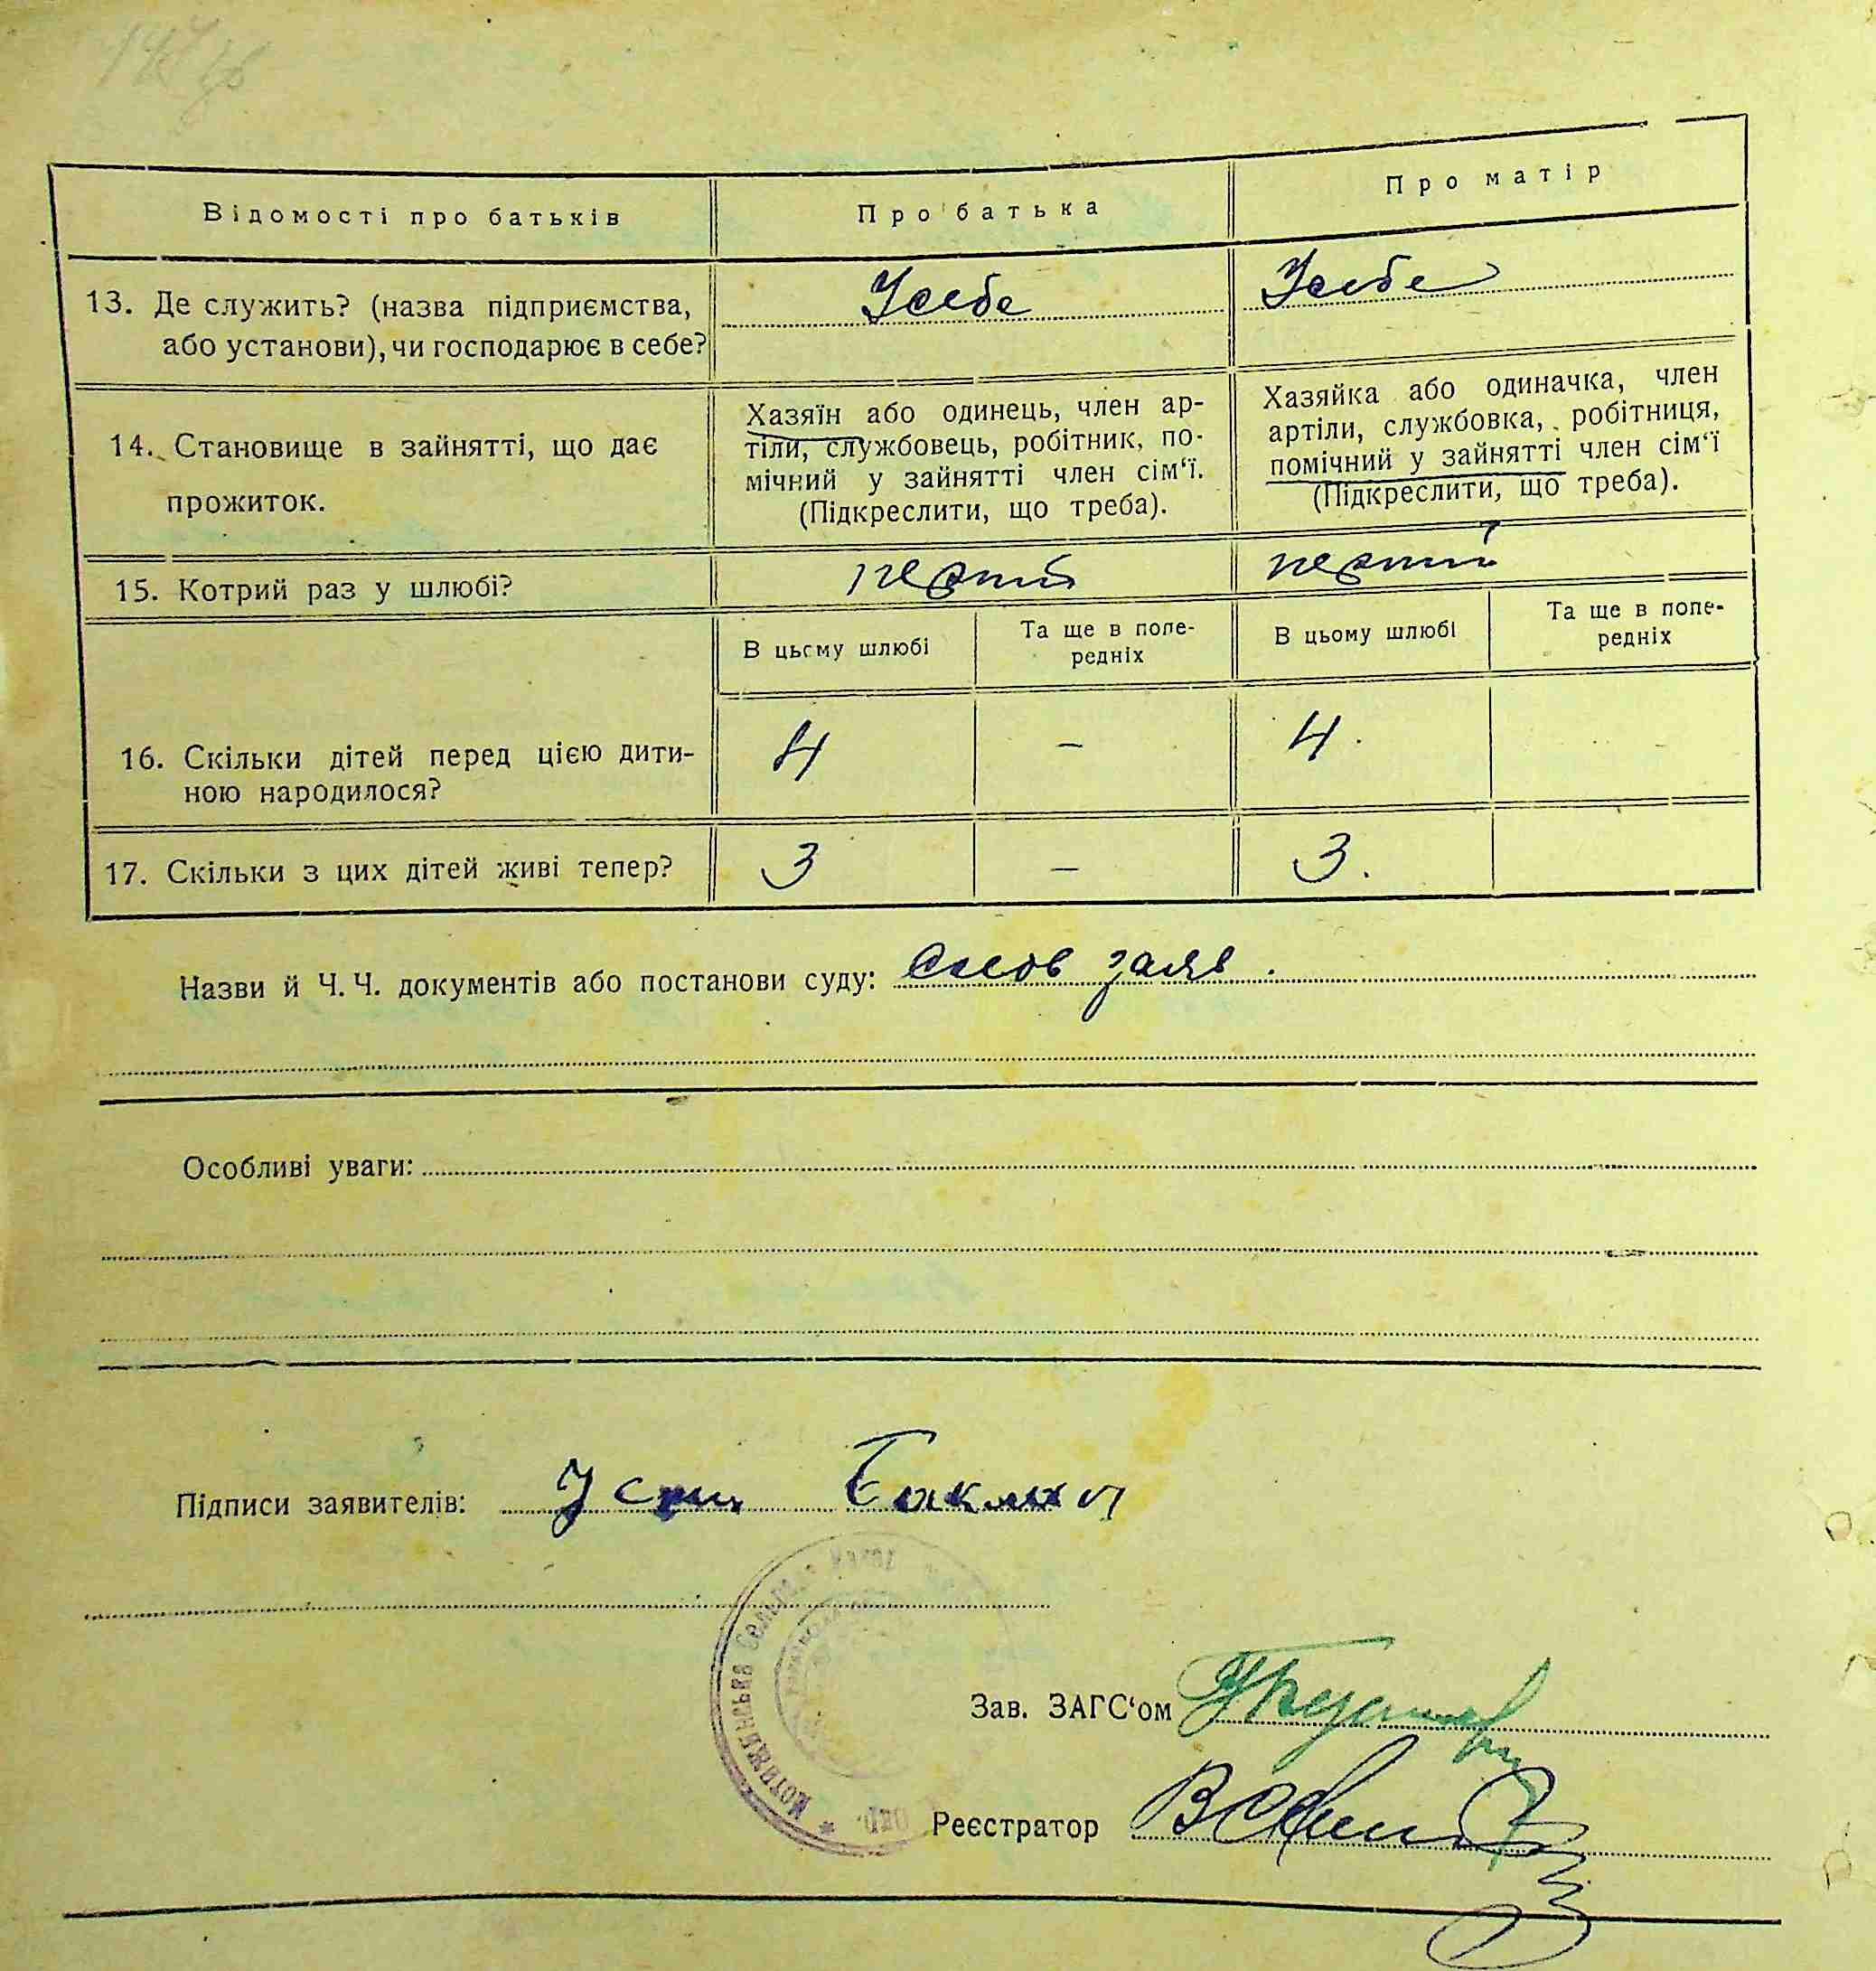 Відомості про батьків
Про батька
Про матір
13. Де служить? (назва підприємства,
або установи), чи господарює в себе?
У себе
У себе
14. Становище в зайнятті, що дає
прожиток.
Хазяїн або одинець, член ар-
тіли, службовець, робітник, по-
мічний у зайнятті член сім‘ї.
(Підкреслити, що треба).
Хазяйка або одиначка, член
артіли, службовка, робітниця,
помічний у зайнятті член сім‘ї
(Підкреслити, що треба).
15. Котрий раз у шлюбі?
перший
перший
В цьому шлюбі
Та ще в попе-
редніх
В цьому шлюбі
Та ще в попе-
редніх
16. Скільки дітей перед цією дити-
ною народилося?
4
–
4.
17. Скільки з цих дітей живі тепер?
3
–
3.
Назви й Ч. Ч. документів або постанови суду: Слов заяв.
Особливі уваги:
Підписи заявителів:
Зав. ЗАГС‘ом
Реєстратор